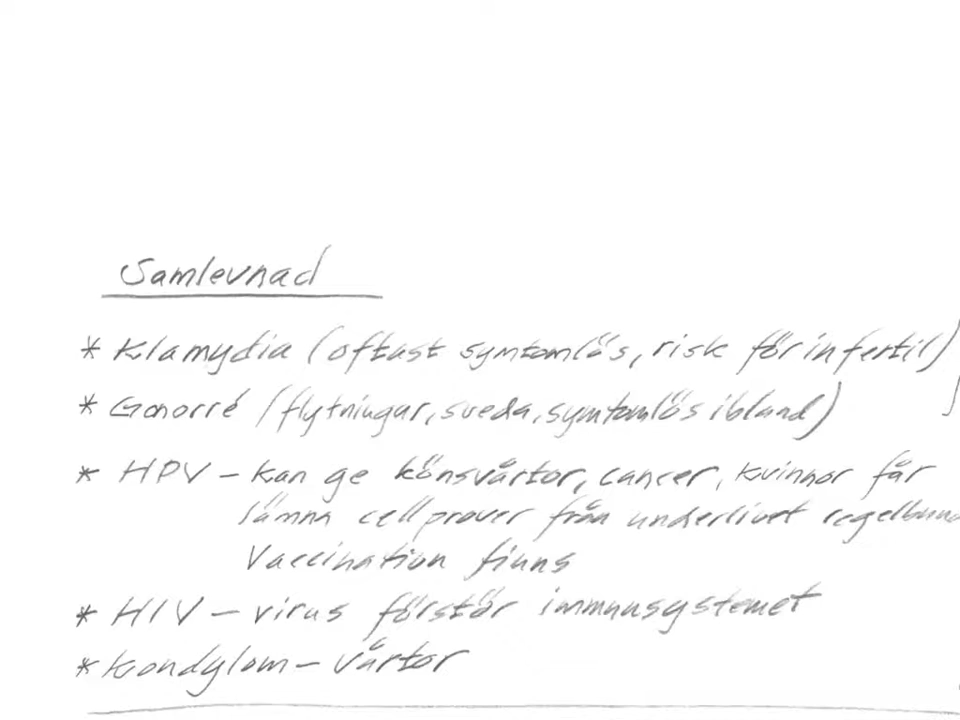 Samlevnad
* Klamydia (oftast symtomlös, risk för infertil)
* Gonorré (flytningar, sveda, symtomlös ibland)
* HPV - kan ge könsvårtor, cancer, kvinnor får
lämna cellprover från underlivet
Vaccination finns
* HIV - virus förstör immunsystemet
* Kondylom - vårtor